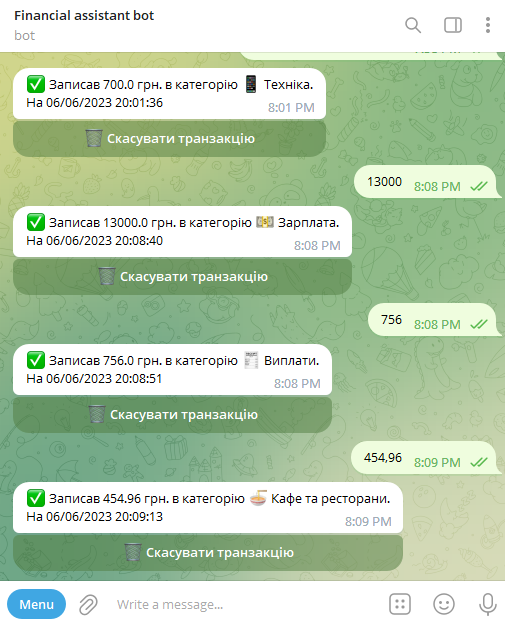 Financial assistant bot
bot
✅ Записав 700.0 грн. в категорію 📱 Техніка.
На 06/06/2023 20:01:36 8:01 PM
🗑 Скасувати транзакцію
13000 8:08 PM
✅ Записав 13000.0 грн. в категорію 💵 Зарплата.
На 06/06/2023 20:08:40 8:08 PM
🗑 Скасувати транзакцію
756 8:08 PM
✅ Записав 756.0 грн. в категорію 🧾 Виплати.
На 06/06/2023 20:08:51 8:08 PM
🗑 Скасувати транзакцію
454,96 8:09 PM
✅ Записав 454.96 грн. в категорію 🍜 Кафе та ресторани.
На 06/06/2023 20:09:13 8:09 PM
🗑 Скасувати транзакцію
Menu Write a message...